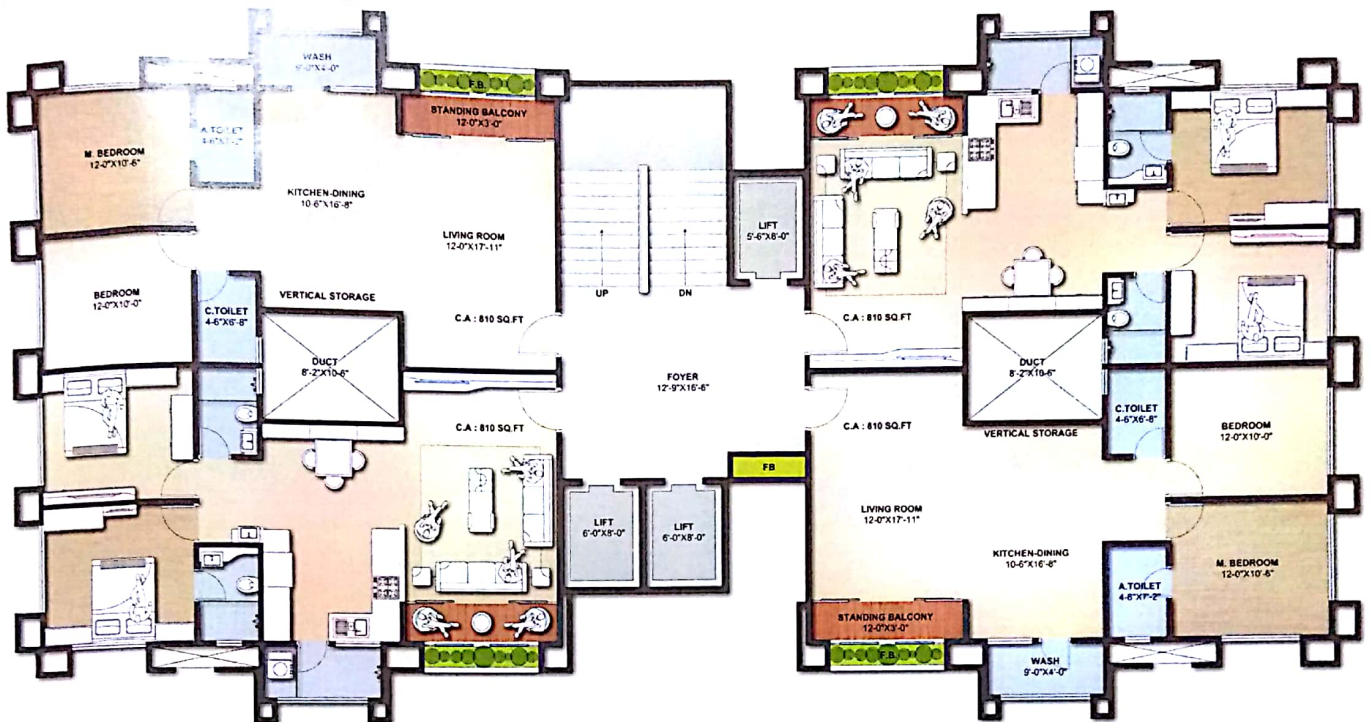 WASH
9'-0"X4'-0"
F.B.
STANDING BALCONY
12-0"X3'-0"
M. BEDROOM
12-0"X10'-6"
A.TOILET
KITCHEN-DINING
10-6"X16'-8"
LIVING ROOM
12-0"X17'-11"
BEDROOM
12-0"X10'-0"
C.TOILET
4-6"X6'-8"
VERTICAL STORAGE
C.A : 810 SQ.FT
DUCT
8'-2"X10-6"
UP
DN
LIFT
5'-6"X8'-0"
FOYER
12'-9"X16'-6"
C.A : 810 SQ.FT
DUCT
8'-2"X10-6"
C.A : 810 SQ.FT
C.A : 810 SQ.FT
VERTICAL STORAGE
C.TOILET
4-6"X6'-8"
BEDROOM
12-0"X10'-0"
FB
LIFT
6'-0"X8'-0"
LIFT
6'-0"X8'-0"
LIVING ROOM
12-0"X17'-11"
KITCHEN-DINING
10-6"X16'-8"
M. BEDROOM
12-0"X10'-6"
A.TOILET
4-6"X7'-2"
STANDING BALCONY
12-0"X3'-0"
F.B.
WASH
9'-0"X4'-0"